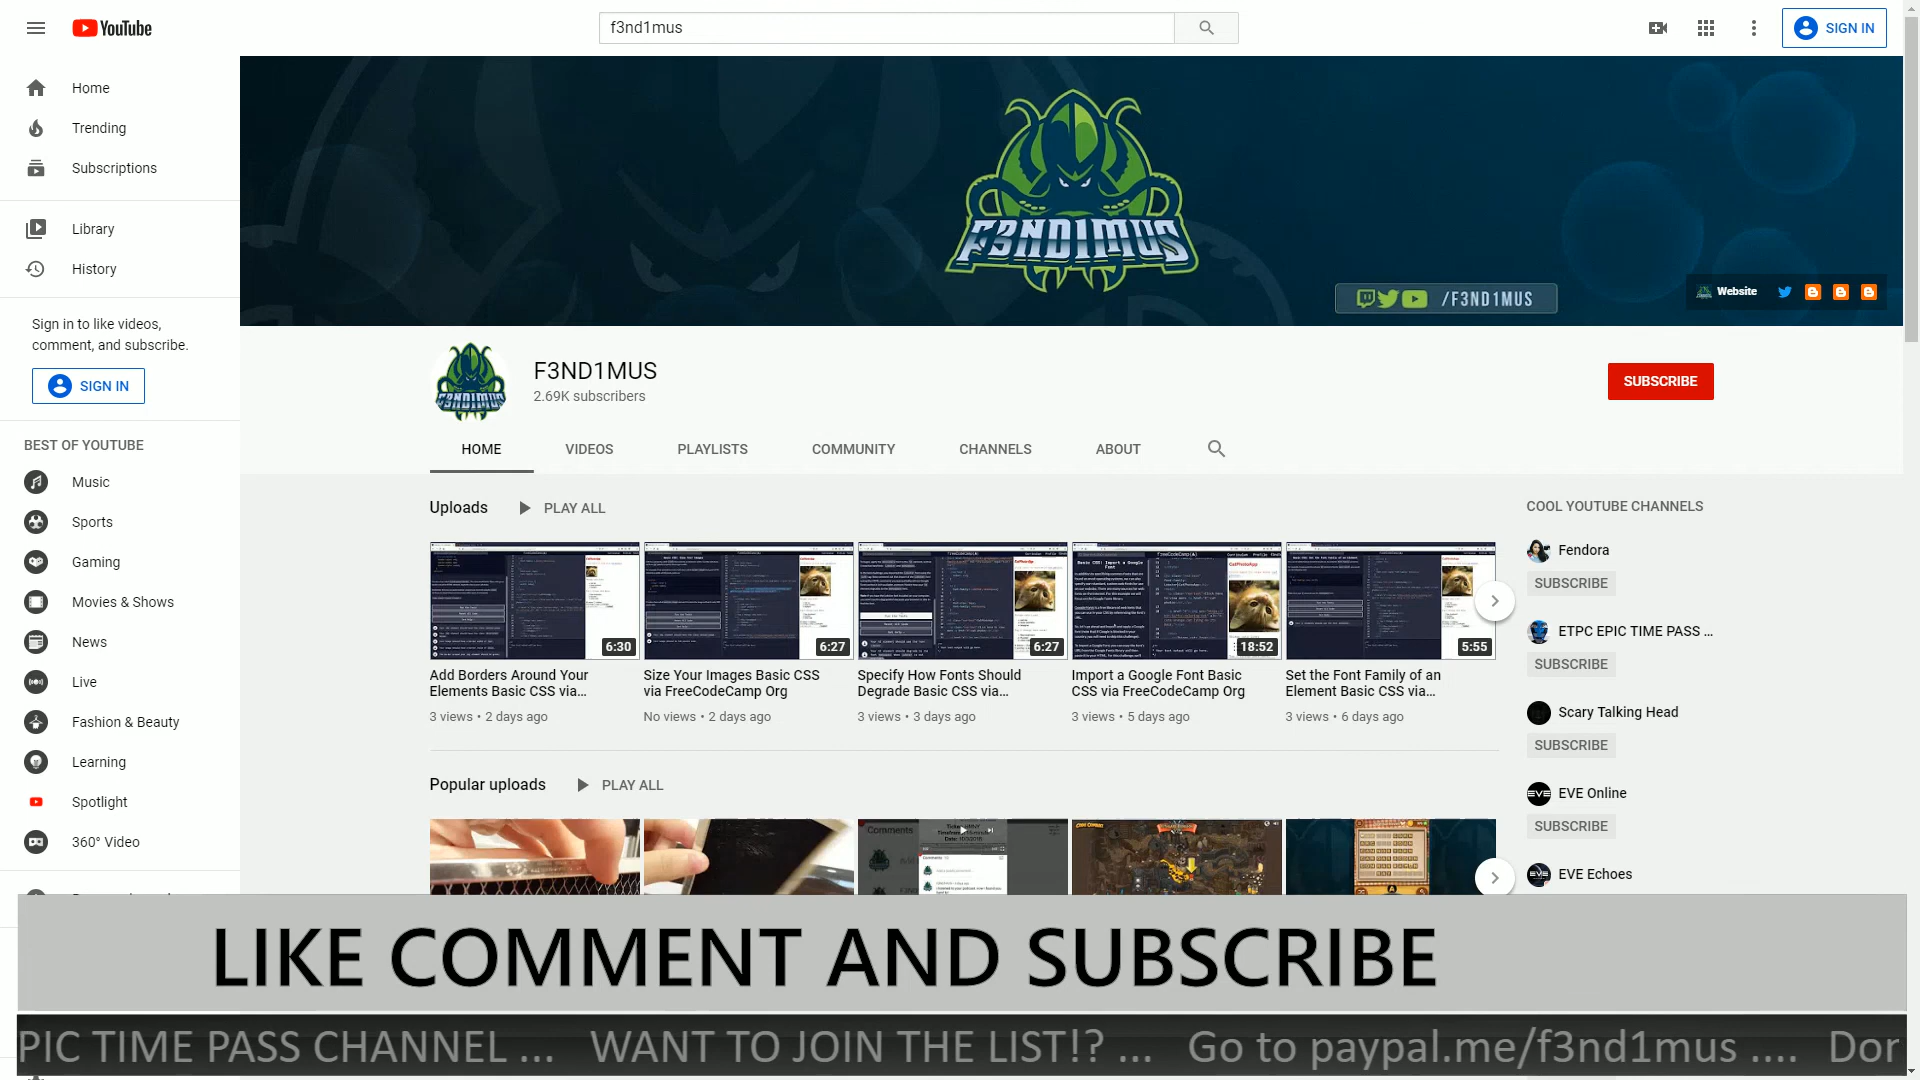 YouTube
f3nd1mus
SIGN IN
Home
Trending
Subscriptions
Library
History
Sign in to like videos,
comment, and subscribe.
SIGN IN
BEST OF YOUTUBE
Music
Sports
Gaming
Movies & Shows
News
Live
Fashion & Beauty
Learning
Spotlight
360° Video
F3ND1MUS
/F3ND1MUS
Website
F3ND1MUS
2.69K subscribers
SUBSCRIBE
HOME VIDEOS PLAYLISTS COMMUNITY CHANNELS ABOUT
Uploads PLAY ALL
6:30
Add Borders Around Your
Elements Basic CSS via...
3 views • 2 days ago
6:27
Size Your Images Basic CSS
via FreeCodeCamp Org
No views • 2 days ago
6:27
Specify How Fonts Should
Degrade Basic CSS via...
3 views • 3 days ago
18:52
Import a Google Font Basic
CSS via FreeCodeCamp Org
3 views • 5 days ago
5:55
Set the Font Family of an
Element Basic CSS via...
3 views • 6 days ago
Popular uploads PLAY ALL
Comments
COOL YOUTUBE CHANNELS
Fendora
SUBSCRIBE
ETPC EPIC TIME PASS ...
SUBSCRIBE
Scary Talking Head
SUBSCRIBE
EVE Online
SUBSCRIBE
EVE Echoes
LIKE COMMENT AND SUBSCRIBE
PIC TIME PASS CHANNEL ... WANT TO JOIN THE LIST!? ... Go to paypal.me/f3nd1mus .... Dor